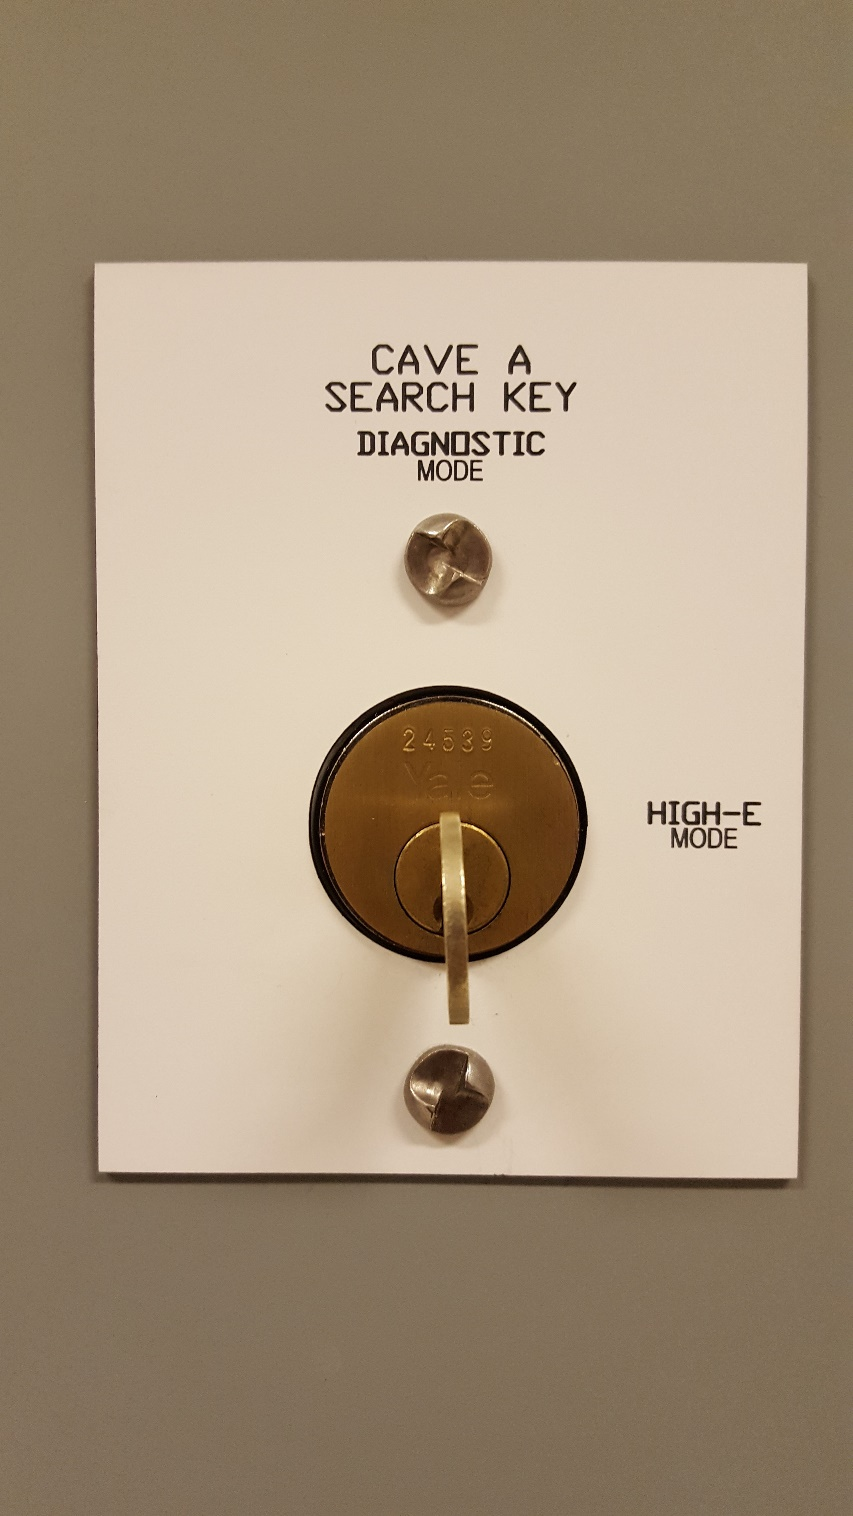 CAVE A
SEARCH KEY
DIAGNOSTIC
MODE
24539
Yale
HIGH-E
MODE